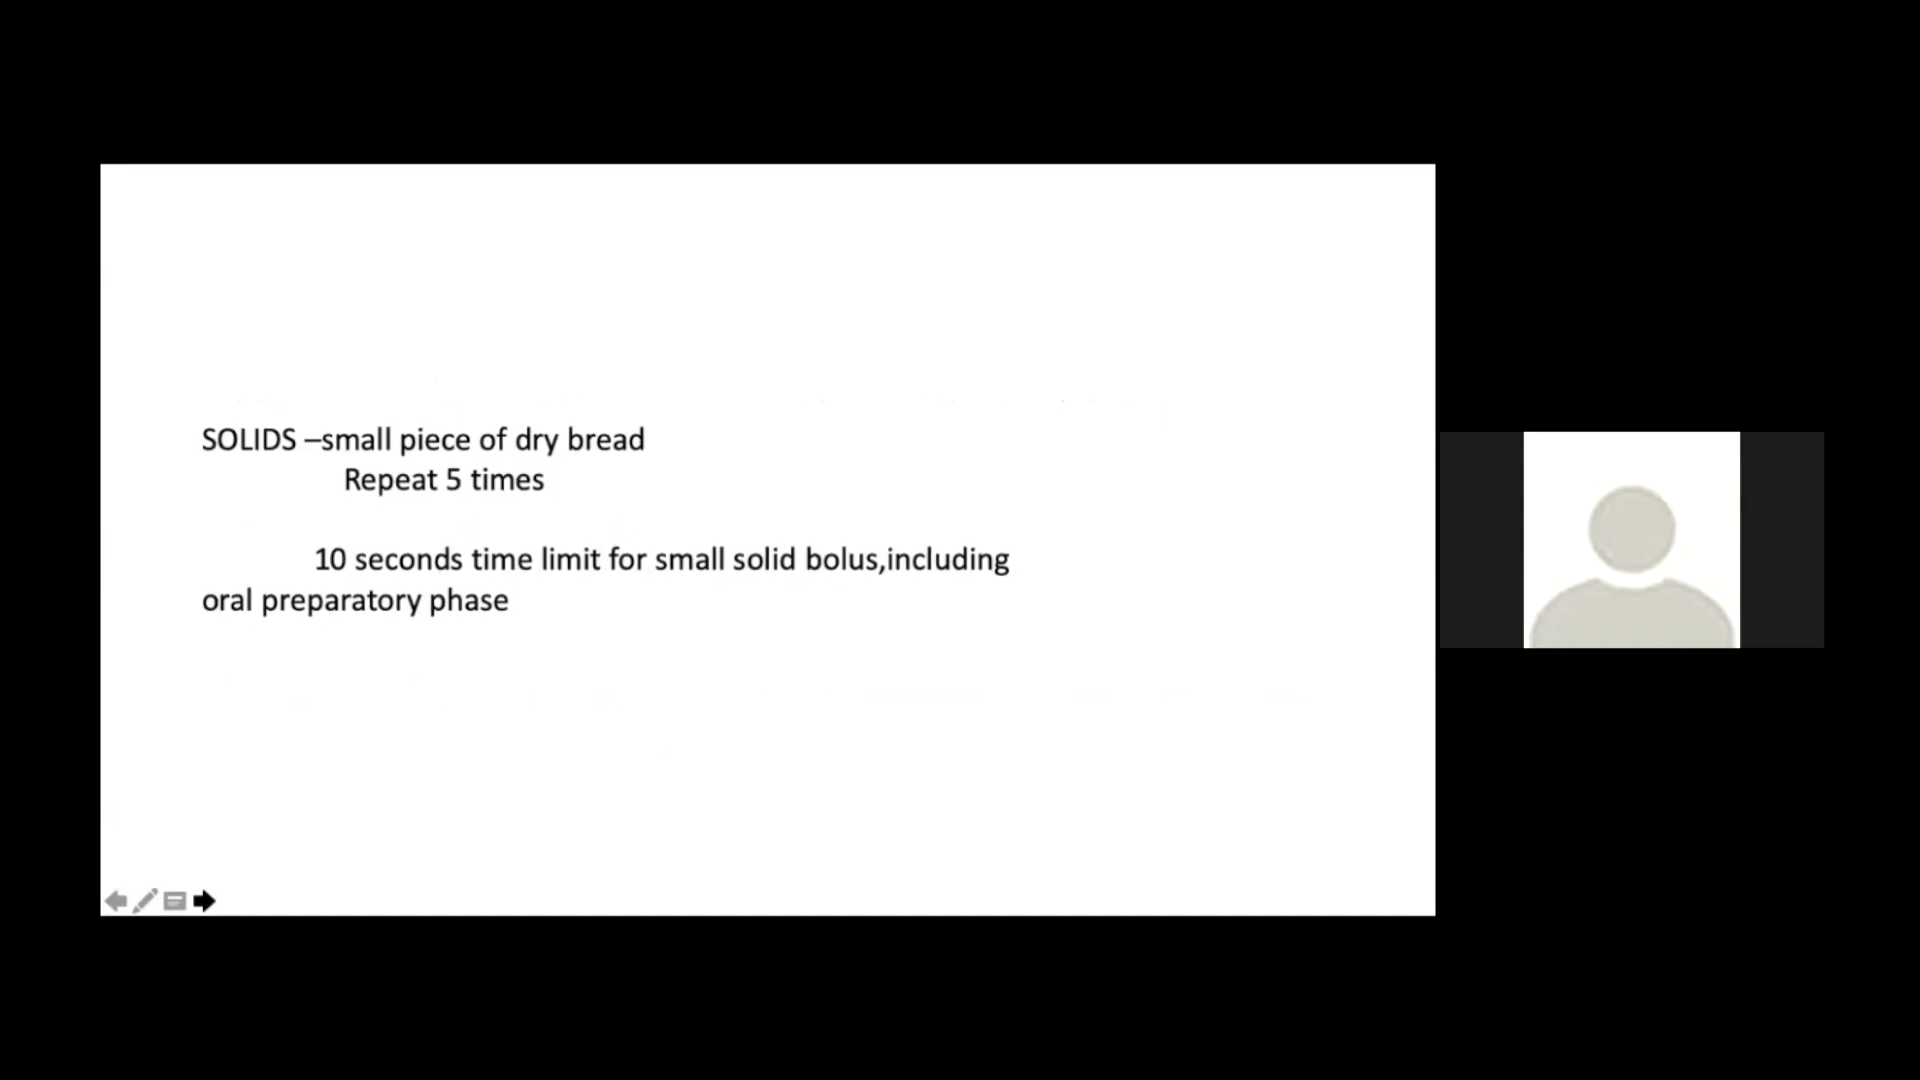 SOLIDS –small piece of dry bread
Repeat 5 times
10 seconds time limit for small solid bolus,including
oral preparatory phase